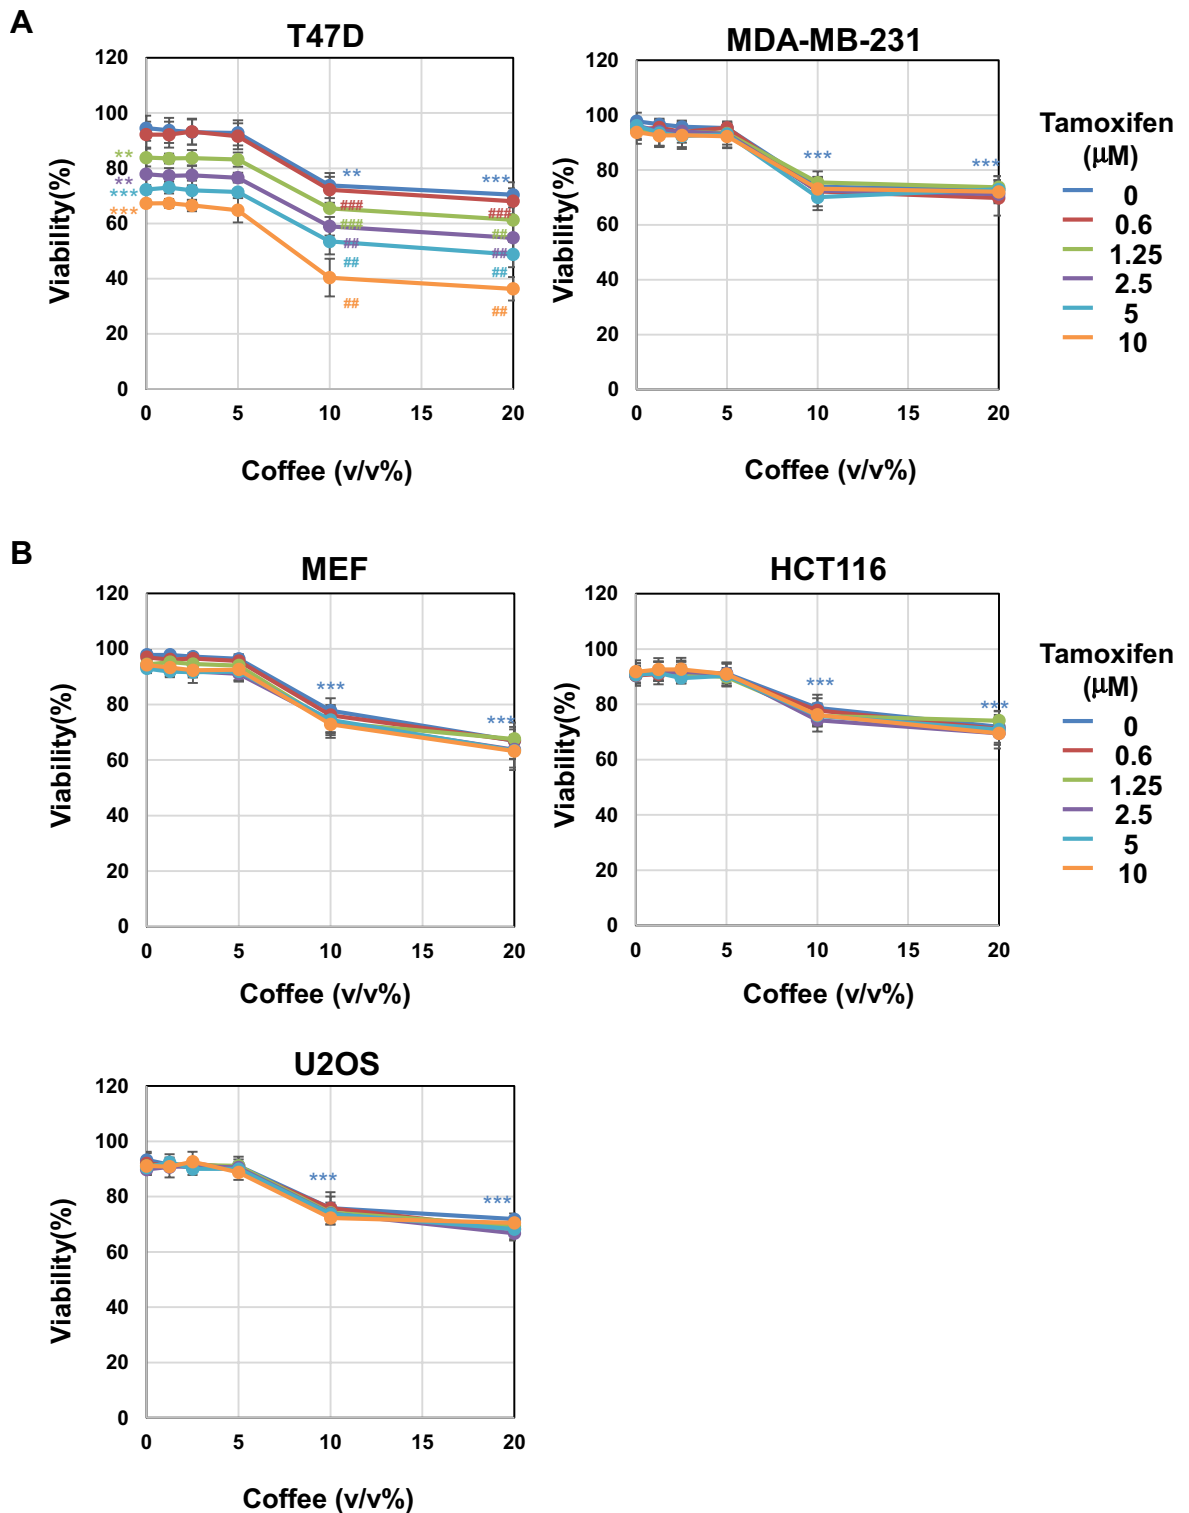 A
T47D
MDA-MB-231
120
100
80
60
40
20
0
** 
**
***
***
**
***
###
###
##
##
##
###
##
##
##
##
0 5 10 15 20
Viability(%)
Coffee (v/v%)
120
100
80
60
40
20
0
***
***
0 5 10 15 20
Viability(%)
Coffee (v/v%)
Tamoxifen
(μM)
0
0.6
1.25
2.5
5
10
B
MEF
HCT116
120
100
80
60
40
20
0
***
***
0 5 10 15 20
Viability(%)
Coffee (v/v%)
120
100
80
60
40
20
0
***
***
0 5 10 15 20
Viability(%)
Coffee (v/v%)
Tamoxifen
(μM)
0
0.6
1.25
2.5
5
10
U2OS
120
100
80
60
40
20
0
***
***
0 5 10 15 20
Viability(%)
Coffee (v/v%)